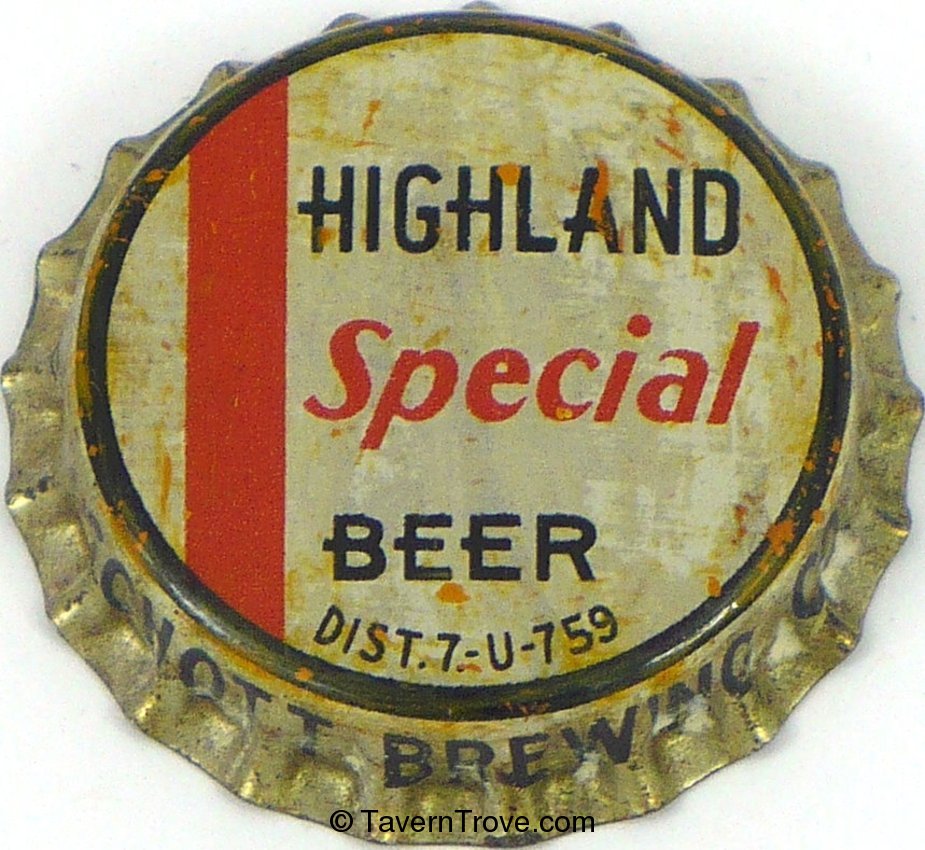 HIGHLAND
Special
BEER
DIST. 7-U-759
BREWING
© TavernTrove.com